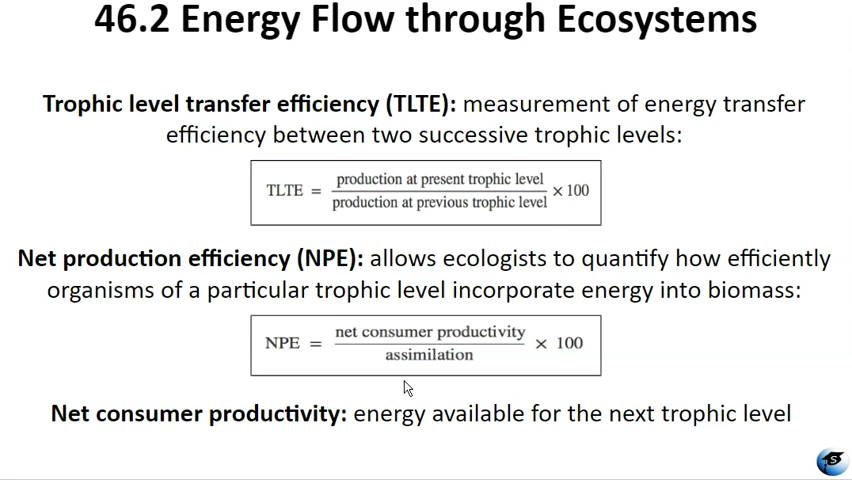 46.2 Energy Flow through Ecosystems
Trophic level transfer efficiency (TLTE): measurement of energy transfer
efficiency between two successive trophic levels:
TLTE = production at present trophic level / production at previous trophic level × 100
Net production efficiency (NPE): allows ecologists to quantify how efficiently
organisms of a particular trophic level incorporate energy into biomass:
NPE = net consumer productivity / assimilation × 100
Net consumer productivity: energy available for the next trophic level
S